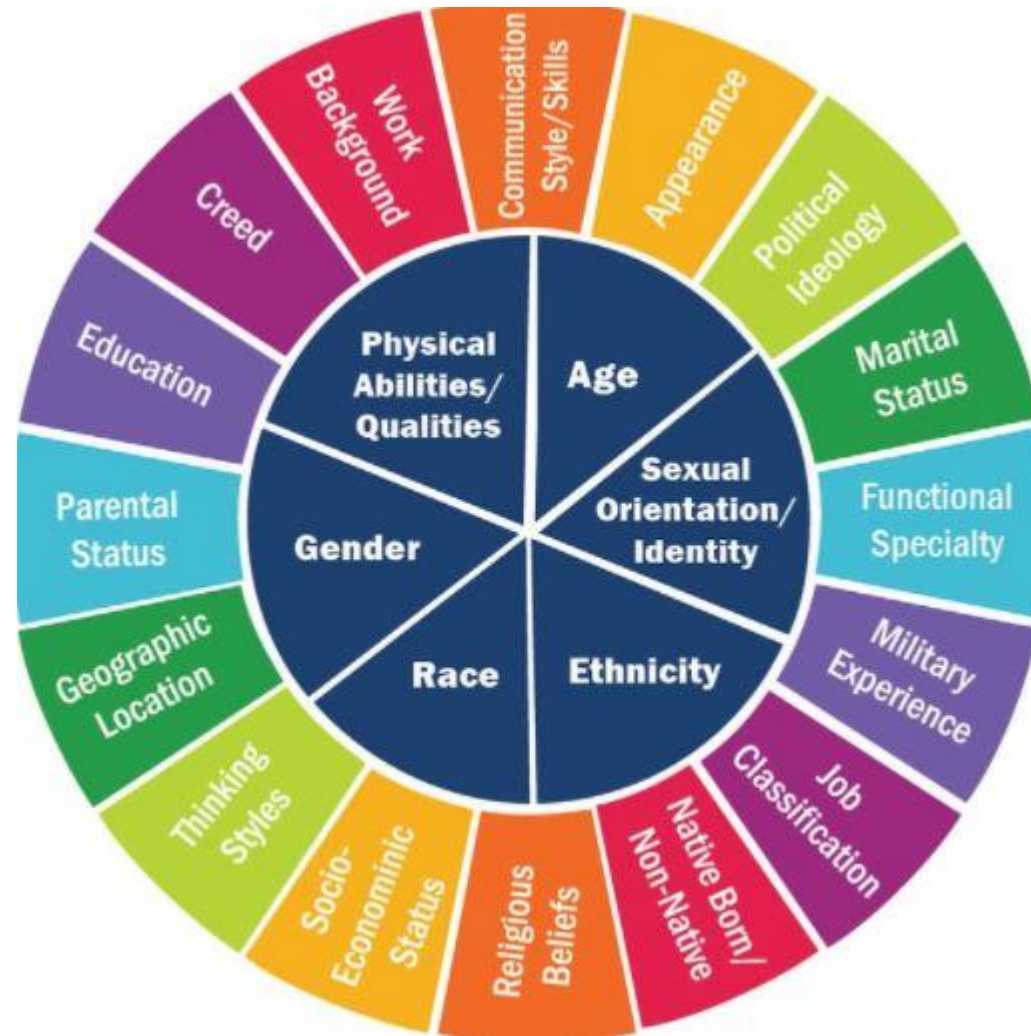 Communication
Style/Skills
Appearance
Political
Ideology
Marital
Status
Functional
Specialty
Military
Experience
Job
Classification
Native Born/
Non-Native
Religious
Beliefs
Socio-
Econominic
Status
Thinking
Styles
Geographic
Location
Parental
Status
Education
Creed
Work
Background
Physical
Abilities/
Qualities
Age
Sexual
Orientation/
Identity
Ethnicity
Race
Gender